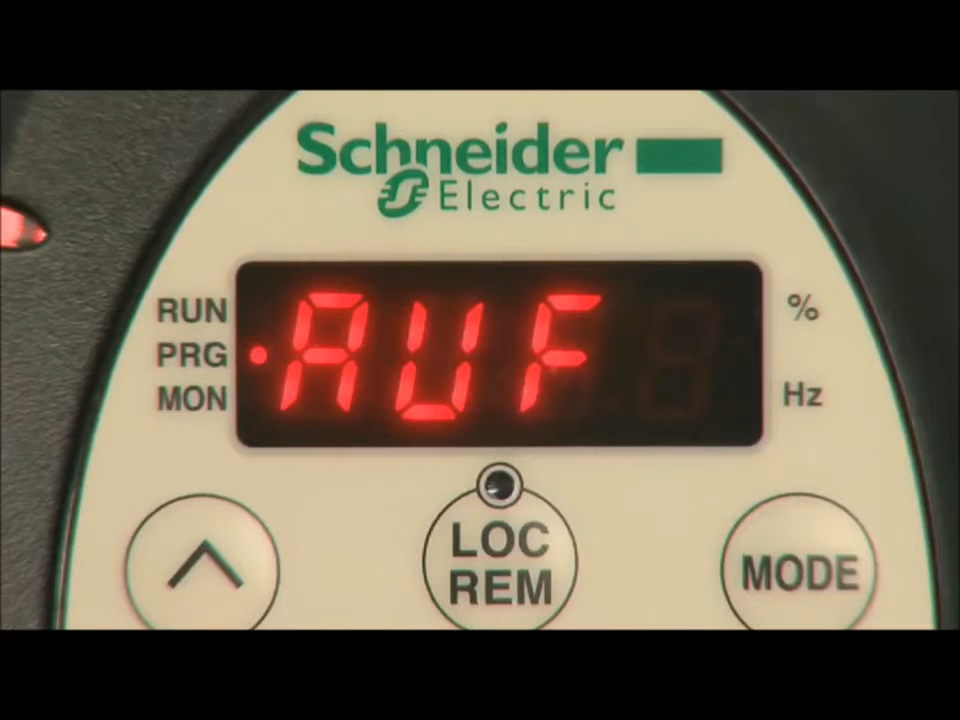 Schneider
Electric
RUN
PRG
MON
AUF
%
Hz
LOC
REM
MODE